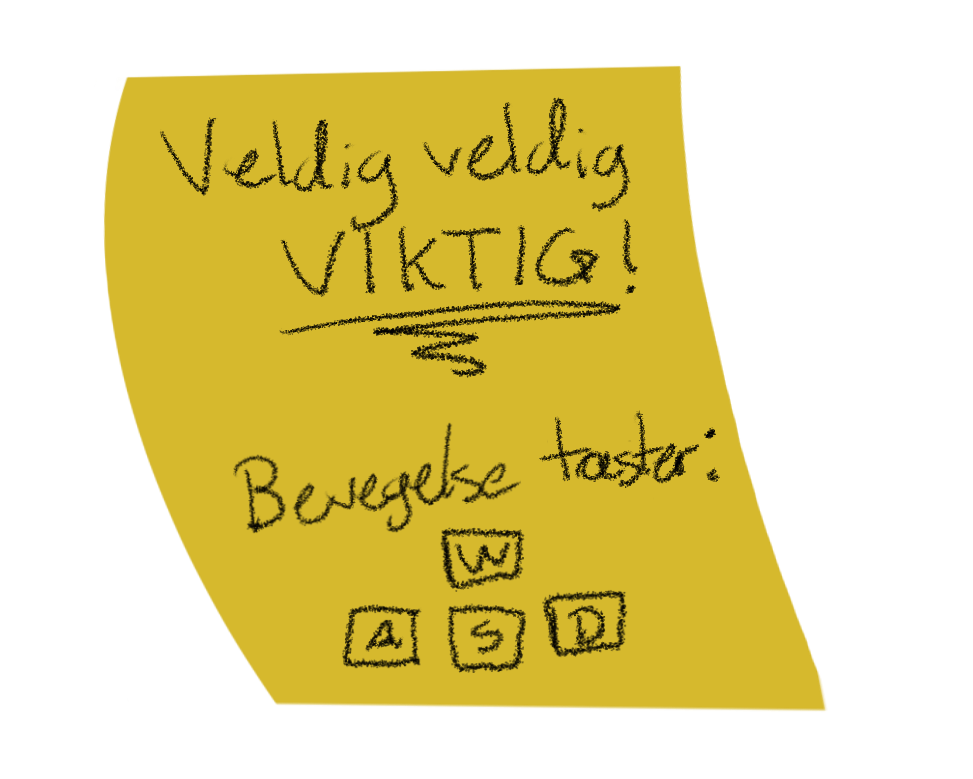 Veldig veldig
VIKTIG!
Bevegelse taster:
W
A S D